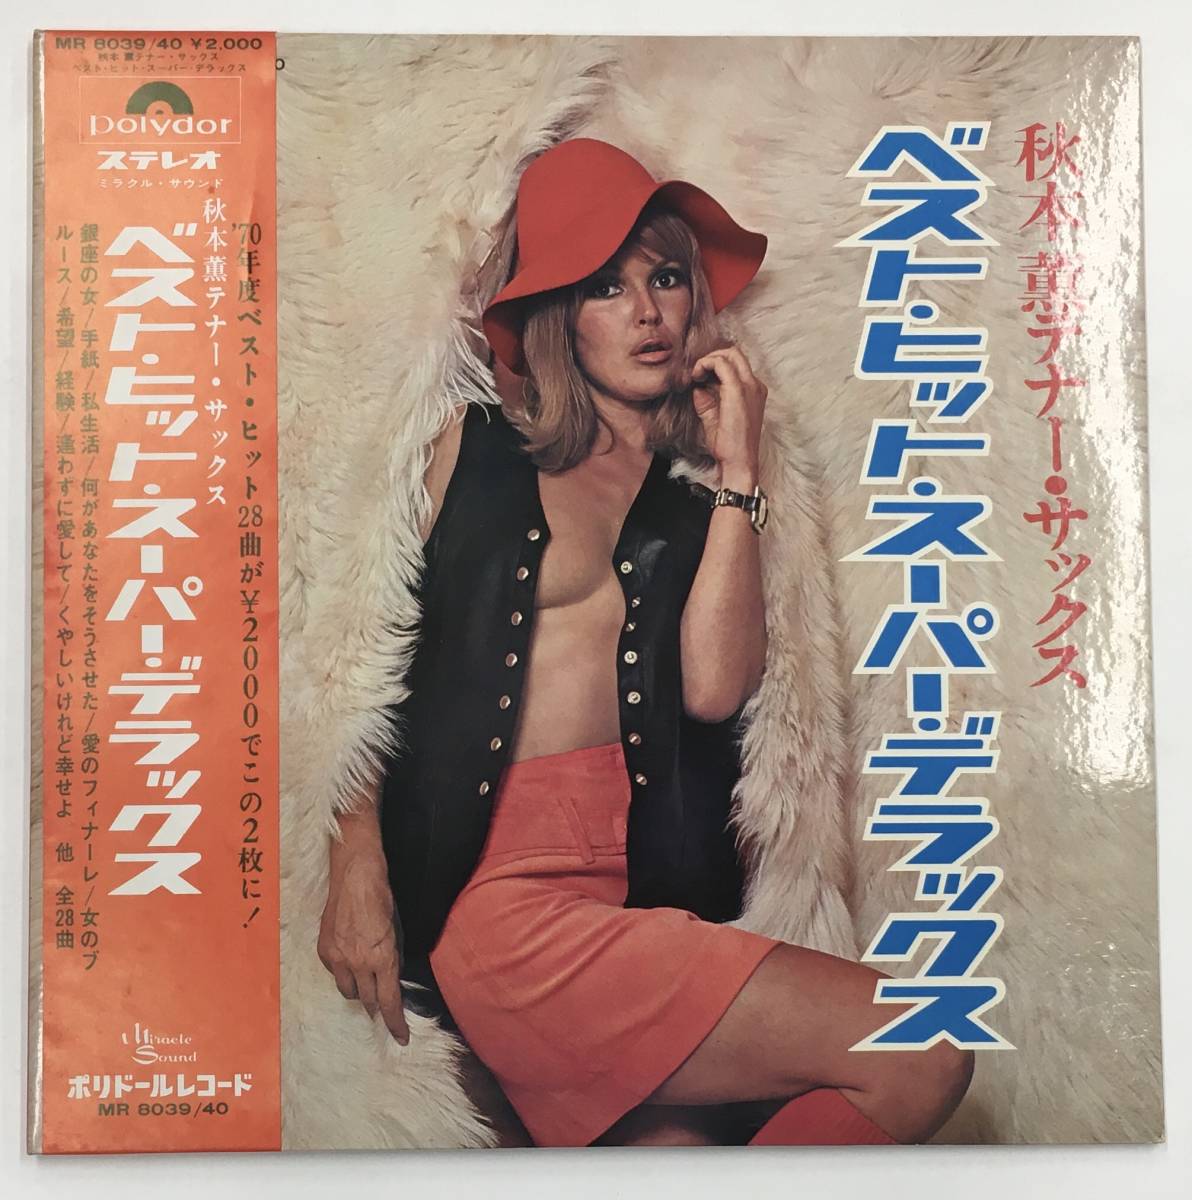 MR 8039/40 ¥2,000
秋本 薫テナー・サックス
ベスト・ヒット・スーパー・デラックス
polydor
ステレオ
ミラクル・サウンド
'70年度ベスト・ヒット28曲が¥2000でこの2枚に!
秋本薫テナー・サックス
ベスト・ヒット・スーパー・デラックス
銀座の女/手紙/私生活/何があなたをそうさせた/愛のフィナーレ/女のブ
ルース/希望/経験/逢わずに愛して/くやしいけれど幸せよ 他 全28曲
Miracle
Sound
ポリドールレコード
MR 8039/40
秋本 薫テナー・サックス
ベスト・ヒット・スーパー・デラックス